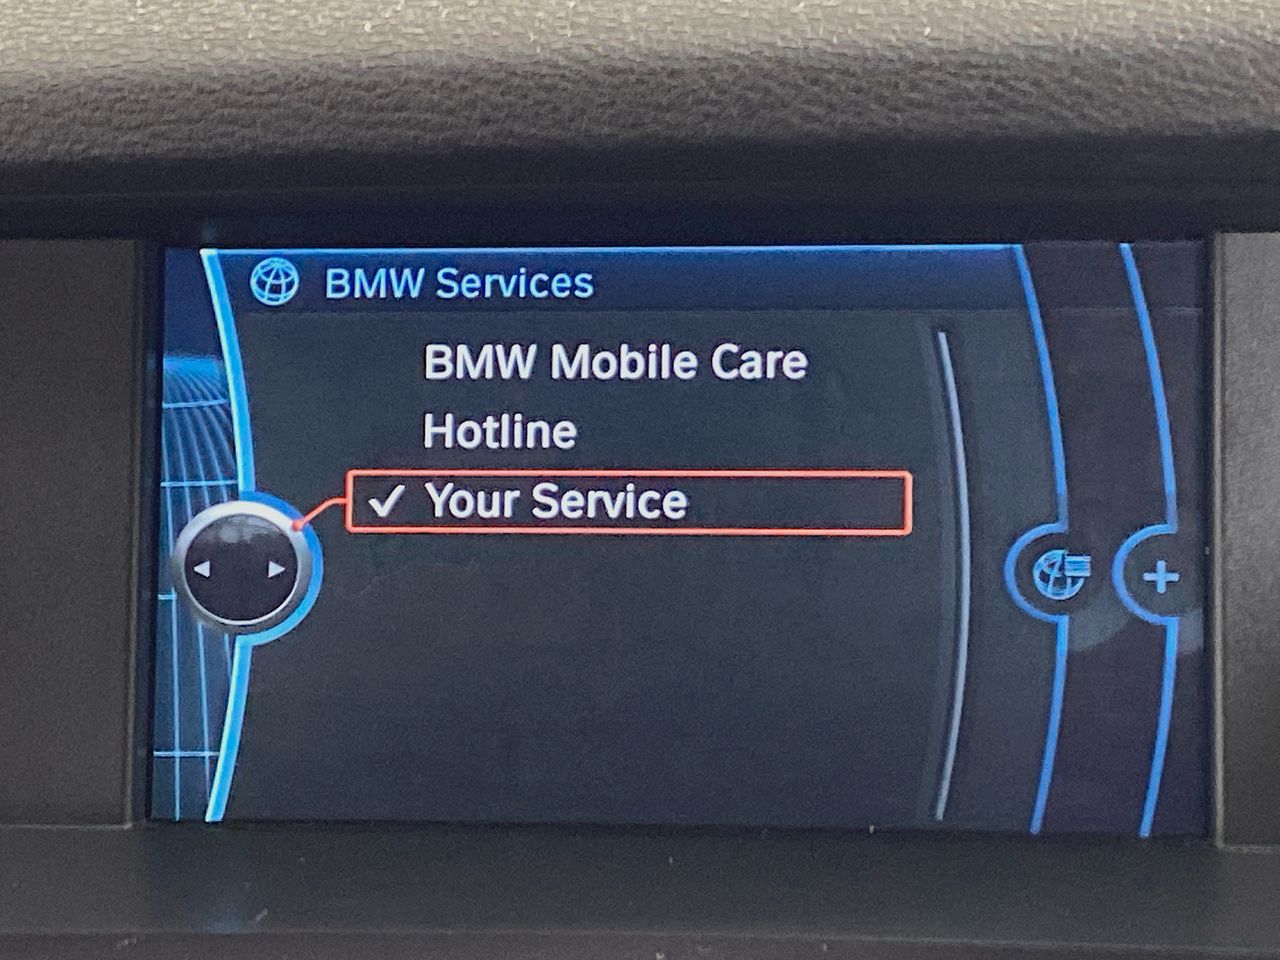 BMW Services
BMW Mobile Care
Hotline
✓ Your Service